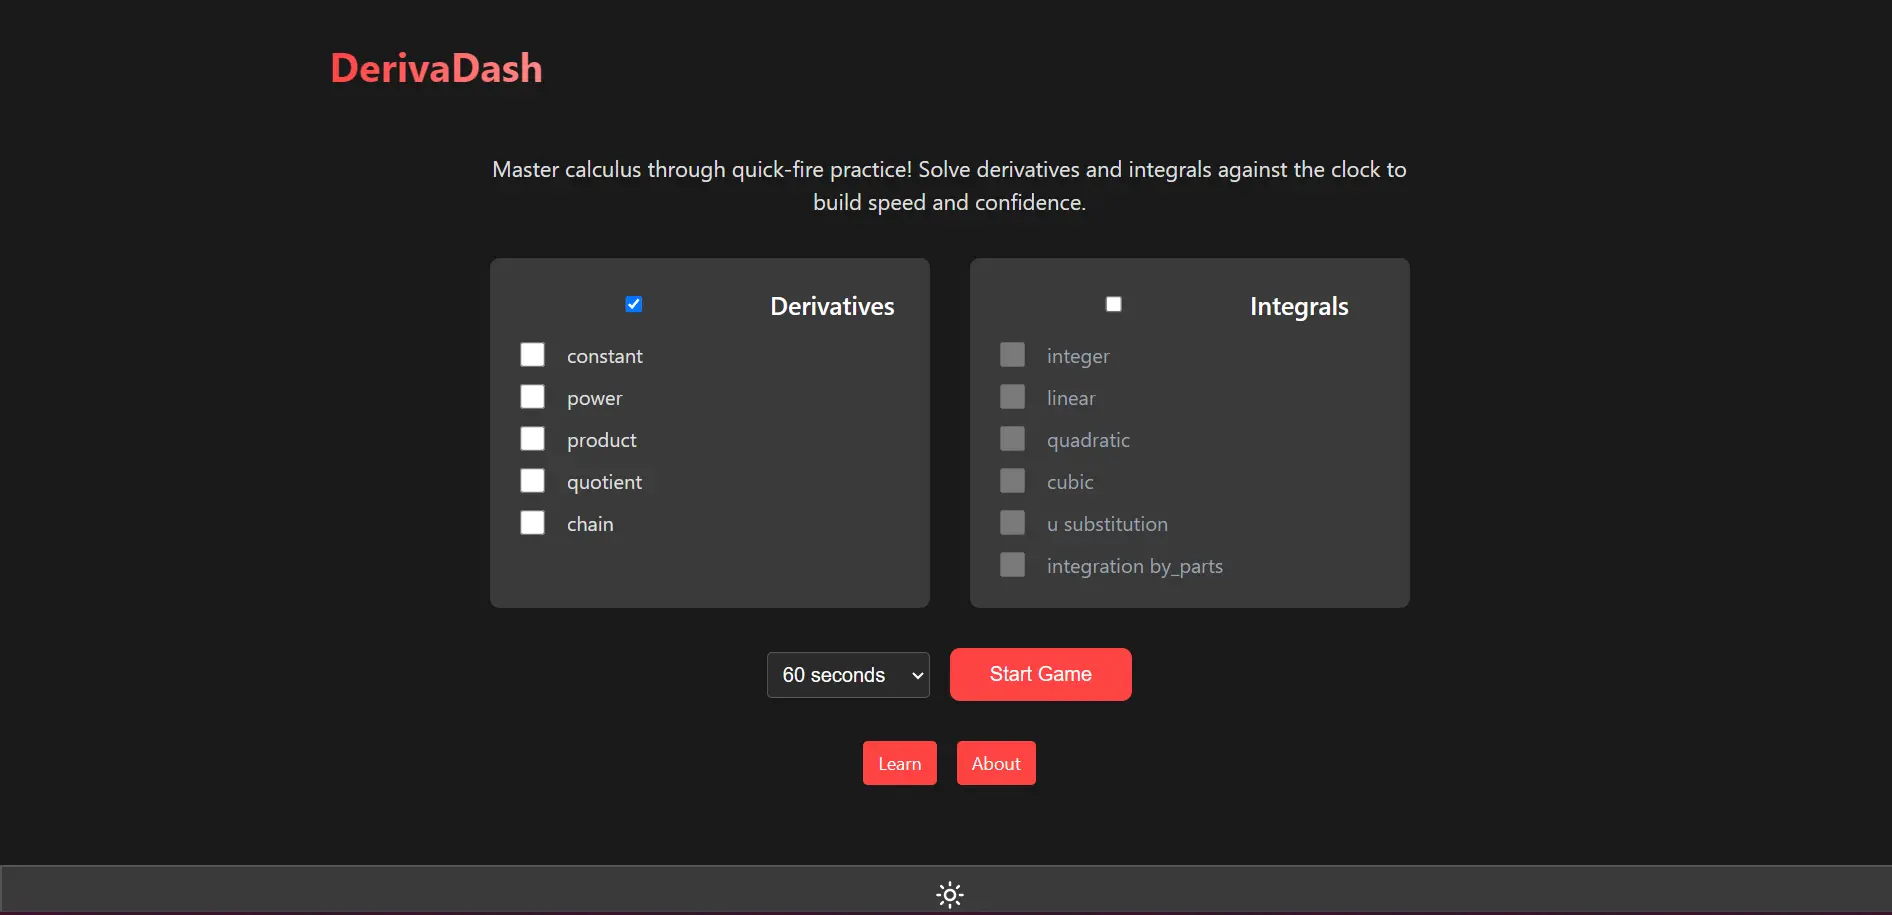 DerivaDash
Master calculus through quick-fire practice! Solve derivatives and integrals against the clock to
build speed and confidence.
Derivatives
constant
power
product
quotient
chain
Integrals
integer
linear
quadratic
cubic
u substitution
integration by_parts
60 seconds
Start Game
Learn
About